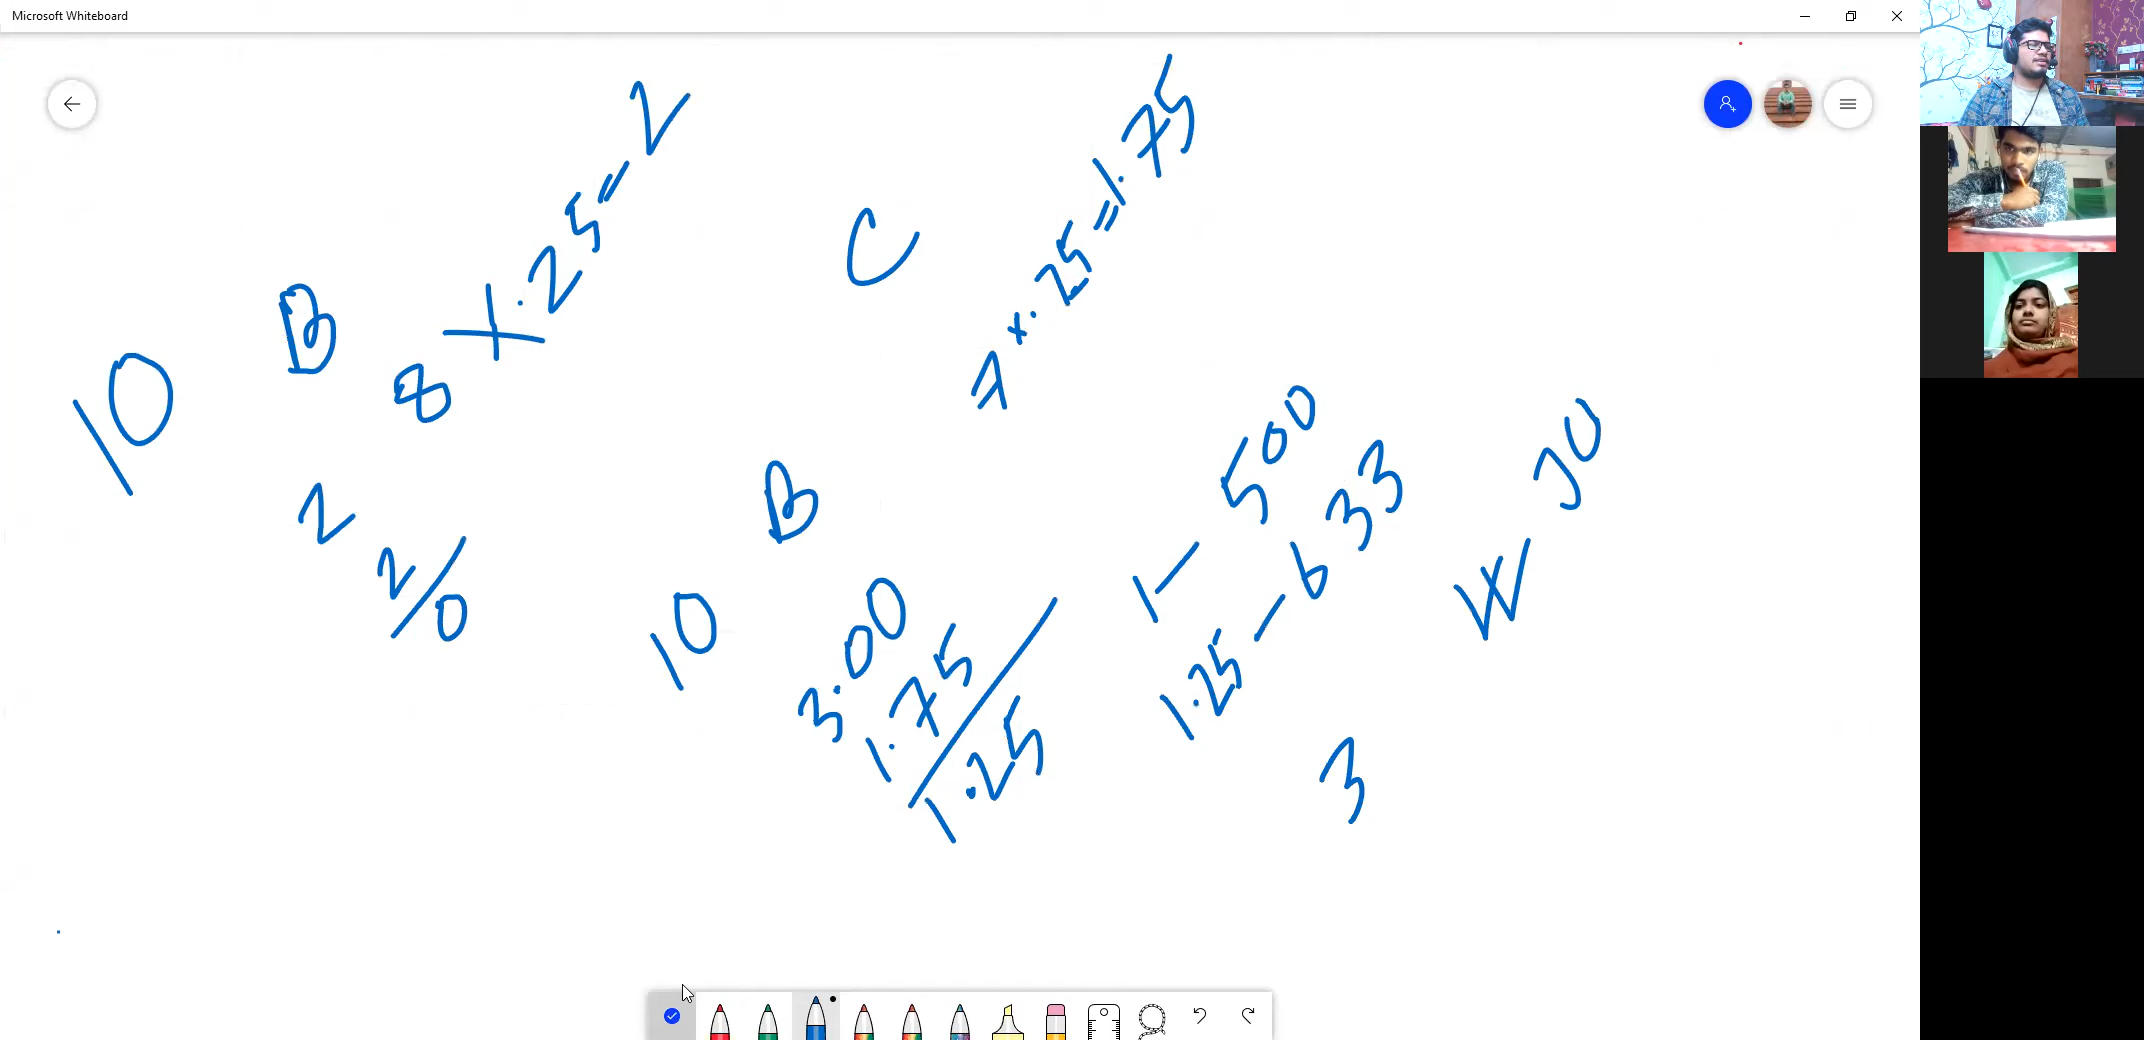 Microsoft Whiteboard
10 B 8 × .25 = 2
2
2/0
C
7 × .25 = 1.75
10 B
3.00
1.75
1.25
1 — 500
1.25 — 633
3
W